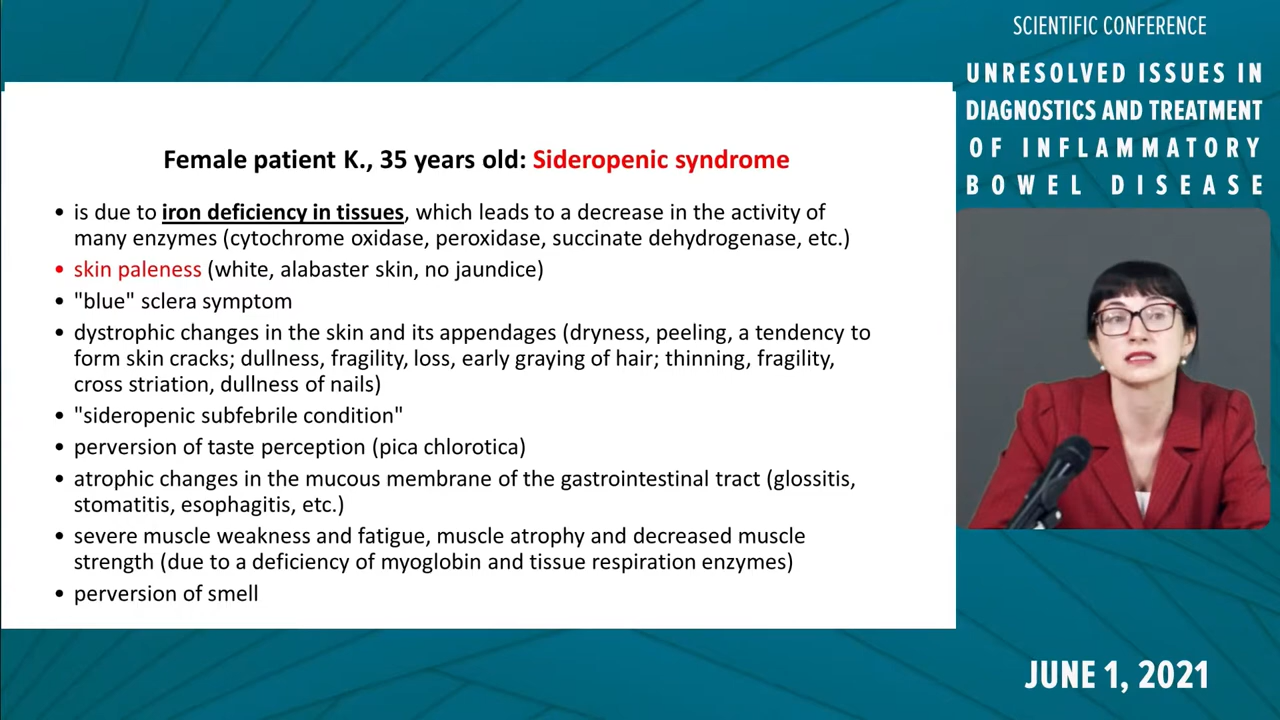 SCIENTIFIC CONFERENCE
UNRESOLVED ISSUES IN
DIAGNOSTICS AND TREATMENT
OF INFLAMMATORY
BOWEL DISEASE
Female patient K., 35 years old: Sideropenic syndrome
• is due to iron deficiency in tissues, which leads to a decrease in the activity of
many enzymes (cytochrome oxidase, peroxidase, succinate dehydrogenase, etc.)
• skin paleness (white, alabaster skin, no jaundice)
• "blue" sclera symptom
• dystrophic changes in the skin and its appendages (dryness, peeling, a tendency to
form skin cracks; dullness, fragility, loss, early graying of hair; thinning, fragility,
cross striation, dullness of nails)
• "sideropenic subfebrile condition"
• perversion of taste perception (pica chlorotica)
• atrophic changes in the mucous membrane of the gastrointestinal tract (glossitis,
stomatitis, esophagitis, etc.)
• severe muscle weakness and fatigue, muscle atrophy and decreased muscle
strength (due to a deficiency of myoglobin and tissue respiration enzymes)
• perversion of smell
JUNE 1, 2021